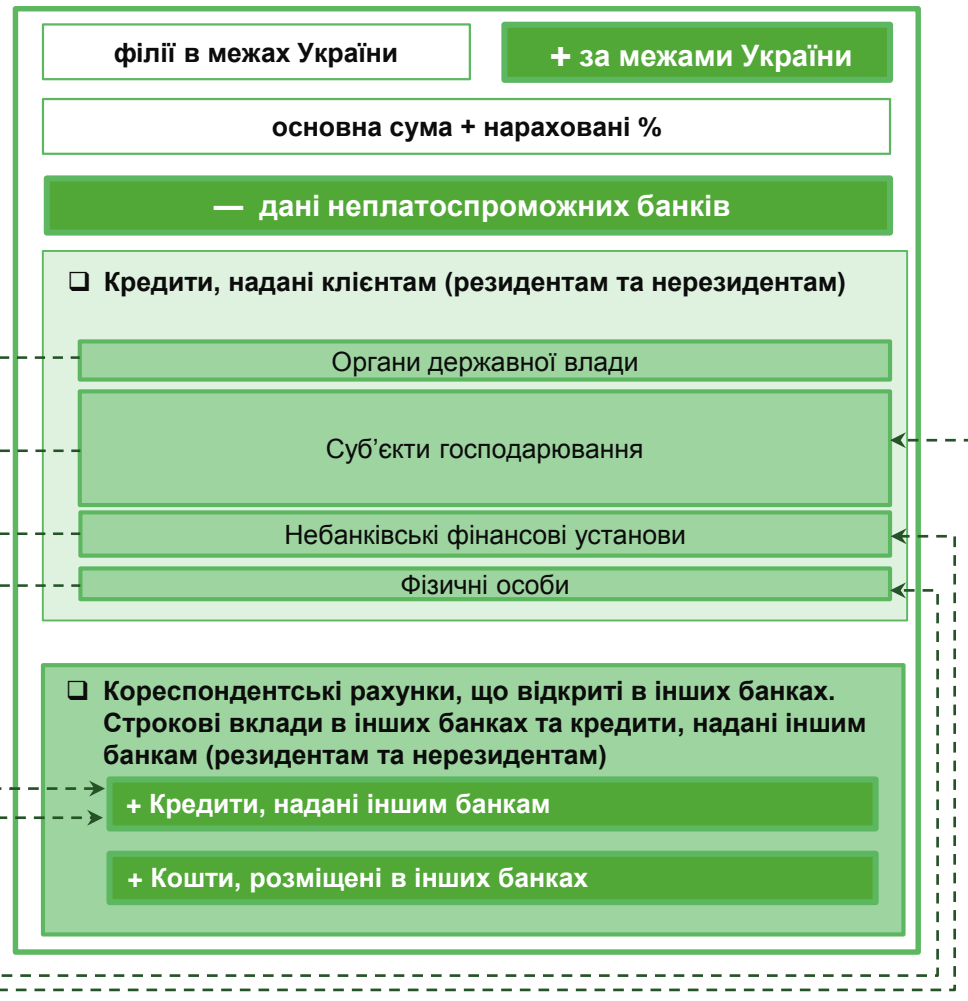 філії в межах України
+ за межами України
основна сума + нараховані %
— дані неплатоспроможних банків
❑ Кредити, надані клієнтам (резидентам та нерезидентам)
Органи державної влади
Суб’єкти господарювання
Небанківські фінансові установи
Фізичні особи
❑ Кореспондентські рахунки, що відкриті в інших банках.
Строкові вклади в інших банках та кредити, надані іншим
банкам (резидентам та нерезидентам)
+ Кредити, надані іншим банкам
+ Кошти, розміщені в інших банках